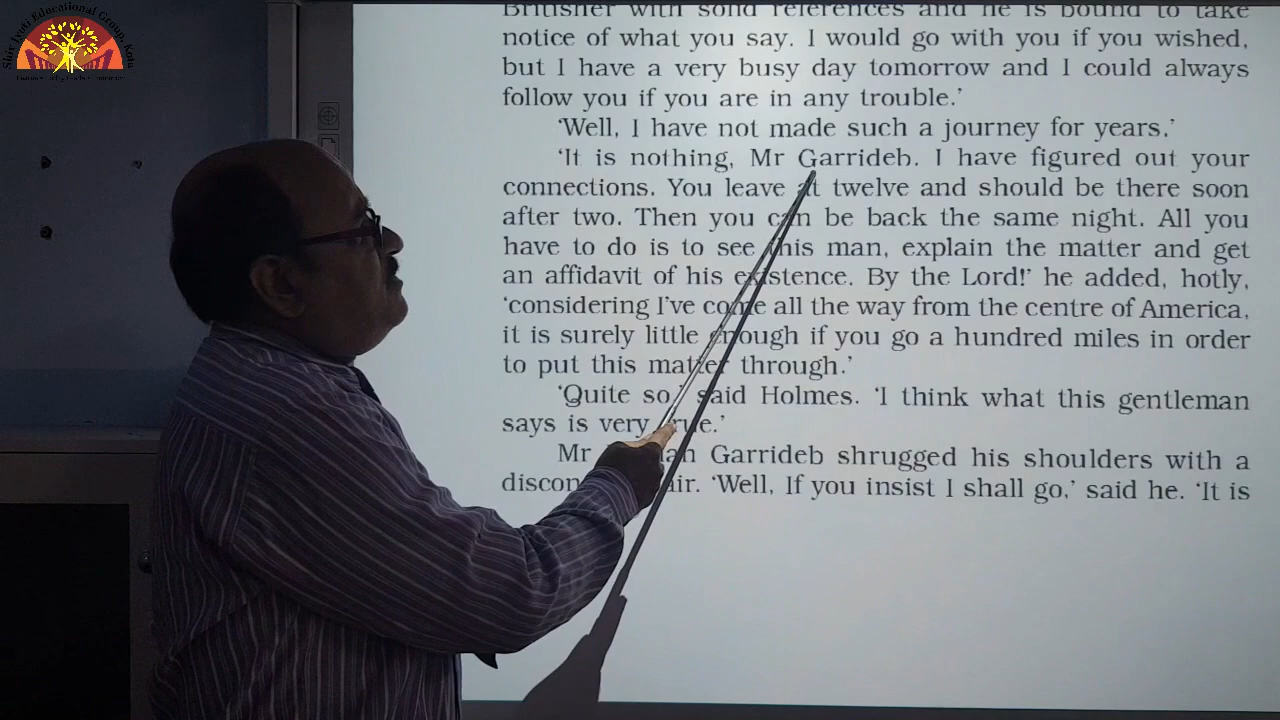 Shiv Jyoti Educational Group, Kota
Britisher with solid references and he is bound to take
notice of what you say. I would go with you if you wished,
but I have a very busy day tomorrow and I could always
follow you if you are in any trouble.’
‘Well, I have not made such a journey for years.’
‘It is nothing, Mr Garrideb. I have figured out your
connections. You leave at twelve and should be there soon
after two. Then you can be back the same night. All you
have to do is to see this man, explain the matter and get
an affidavit of his existence. By the Lord!’ he added, hotly,
‘considering I’ve come all the way from the centre of America,
it is surely little enough if you go a hundred miles in order
to put this matter through.’
‘Quite so,’ said Holmes. ‘I think what this gentleman
says is very true.’
Mr Garrideb shrugged his shoulders with a
air. ‘Well, If you insist I shall go,’ said he. ‘It is